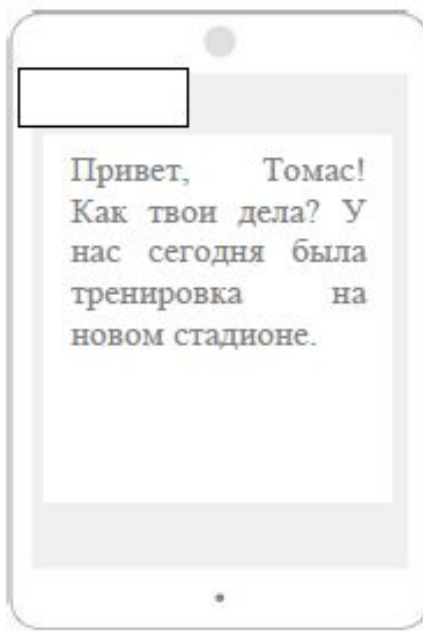 Привет, Томас!
Как твои дела? У
нас сегодня была
тренировка на
новом стадионе.